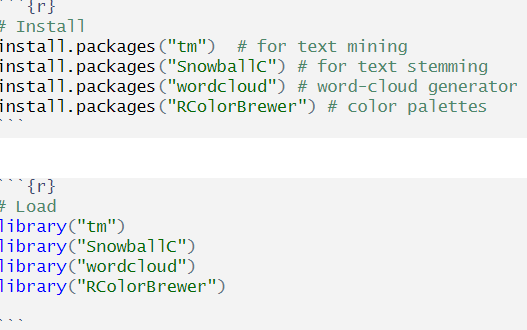 ```{r}
# Install
install.packages("tm")  # for text mining
install.packages("SnowballC") # for text stemming
install.packages("wordcloud") # word-cloud generator
install.packages("RColorBrewer") # color palettes
```
```{r}
# Load
library("tm")
library("SnowballC")
library("wordcloud")
library("RColorBrewer")
```